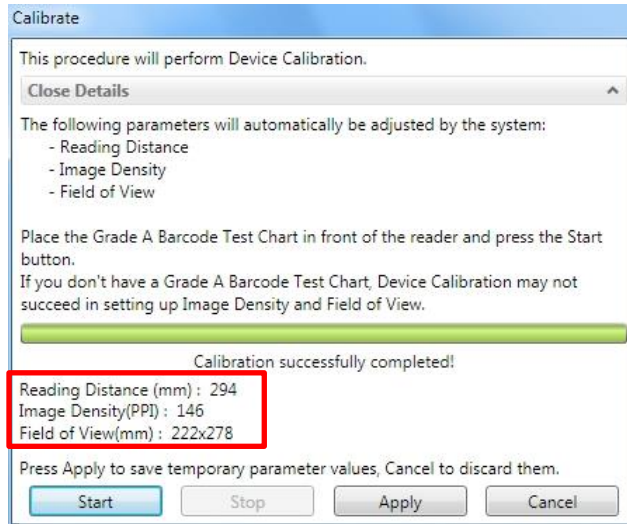 Calibrate
This procedure will perform Device Calibration.
Close Details
The following parameters will automatically be adjusted by the system:
- Reading Distance
- Image Density
- Field of View
Place the Grade A Barcode Test Chart in front of the reader and press the Start
button.
If you don't have a Grade A Barcode Test Chart, Device Calibration may not
succeed in setting up Image Density and Field of View.
Calibration successfully completed!
Reading Distance (mm) : 294
Image Density(PPI) : 146
Field of View(mm) : 222x278
Press Apply to save temporary parameter values, Cancel to discard them.
Start Stop Apply Cancel